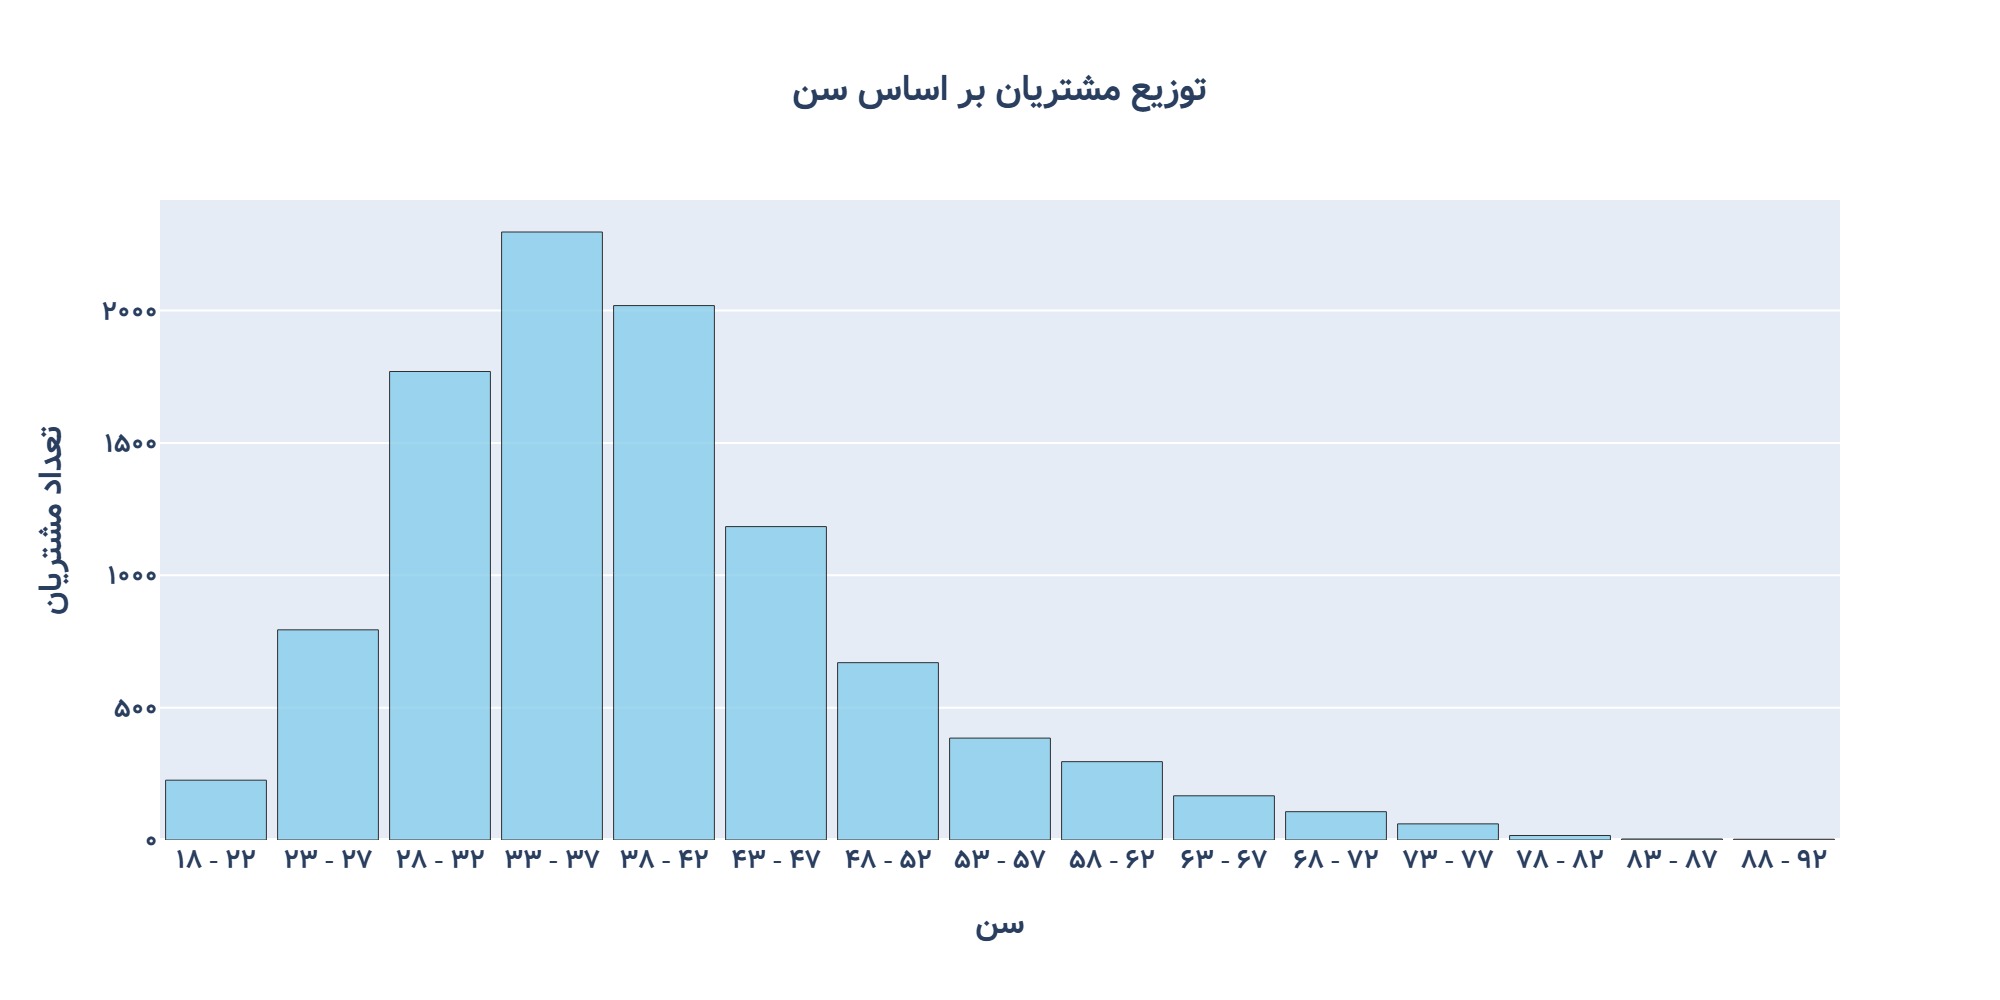 توزیع مشتریان بر اساس سن
تعداد مشتریان
۲۰۰۰
۱۵۰۰
۱۰۰۰
۵۰۰
۰
۱۸ - ۲۲
۲۳ - ۲۷
۲۸ - ۳۲
۳۳ - ۳۷
۳۸ - ۴۲
۴۳ - ۴۷
۴۸ - ۵۲
۵۳ - ۵۷
۵۸ - ۶۲
۶۳ - ۶۷
۶۸ - ۷۲
۷۳ - ۷۷
۷۸ - ۸۲
۸۳ - ۸۷
۸۸ - ۹۲
سن